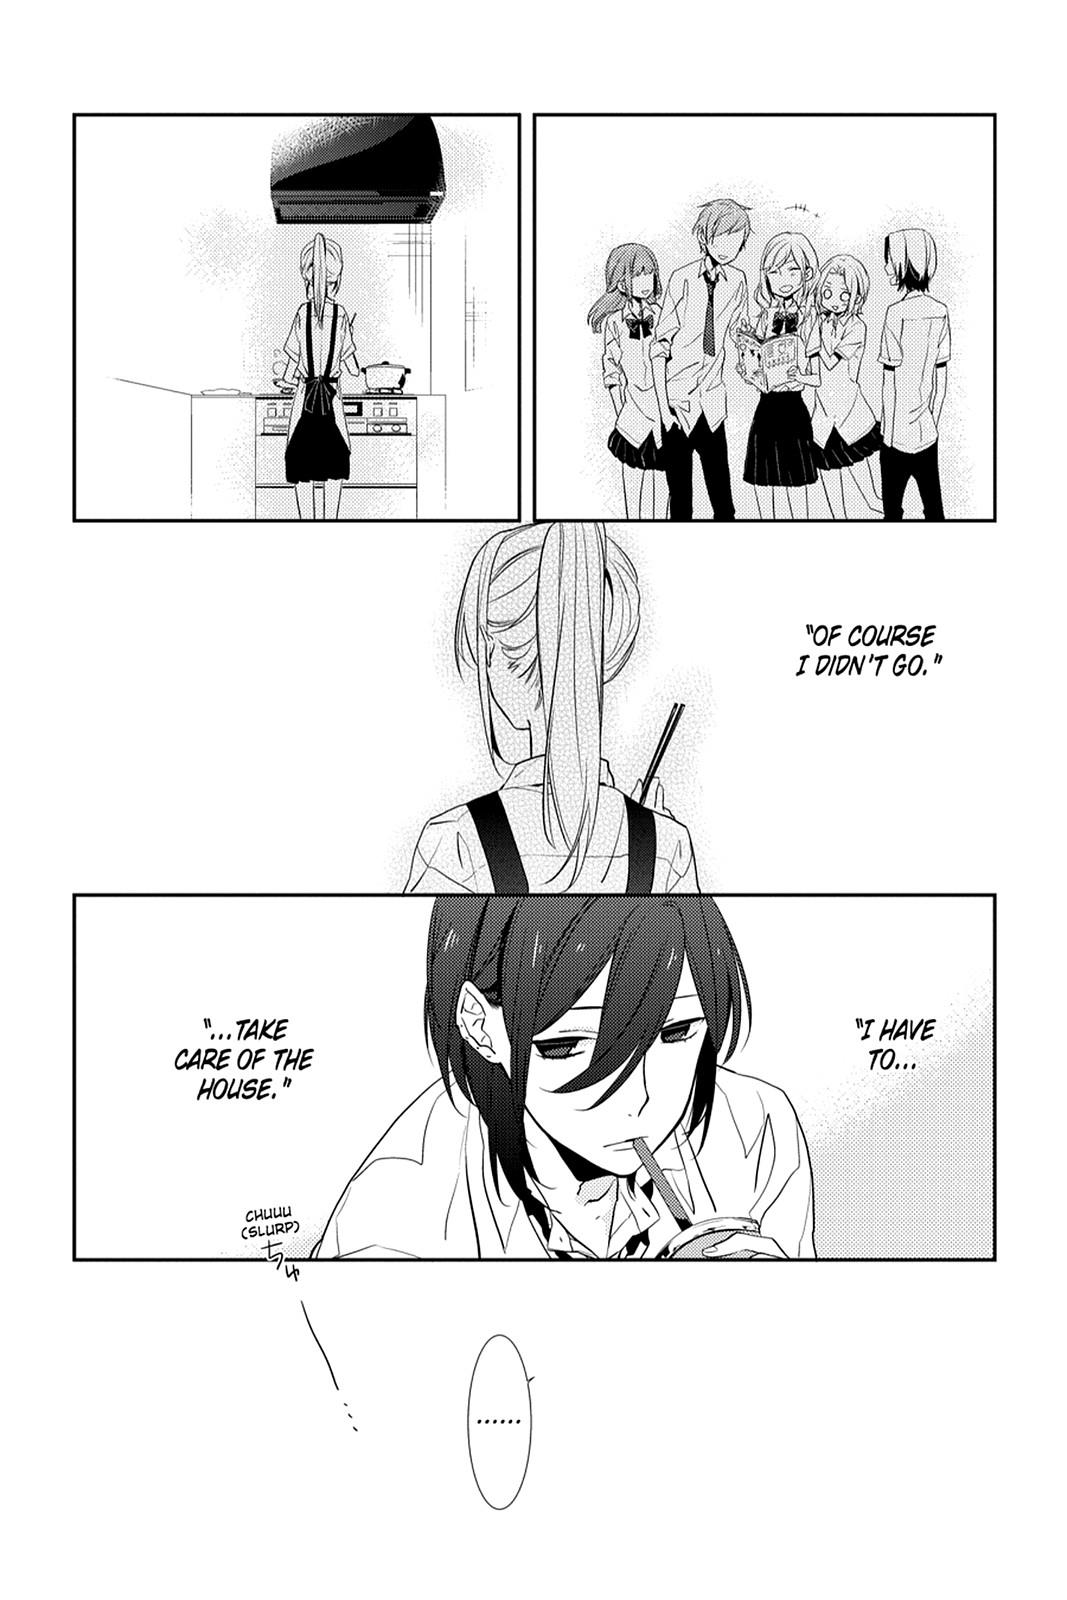 "OF COURSE
I DIDN'T GO."
"I HAVE
TO...
"...TAKE
CARE OF THE
HOUSE."
CHUUU
(SLURP)
ちゅ
......